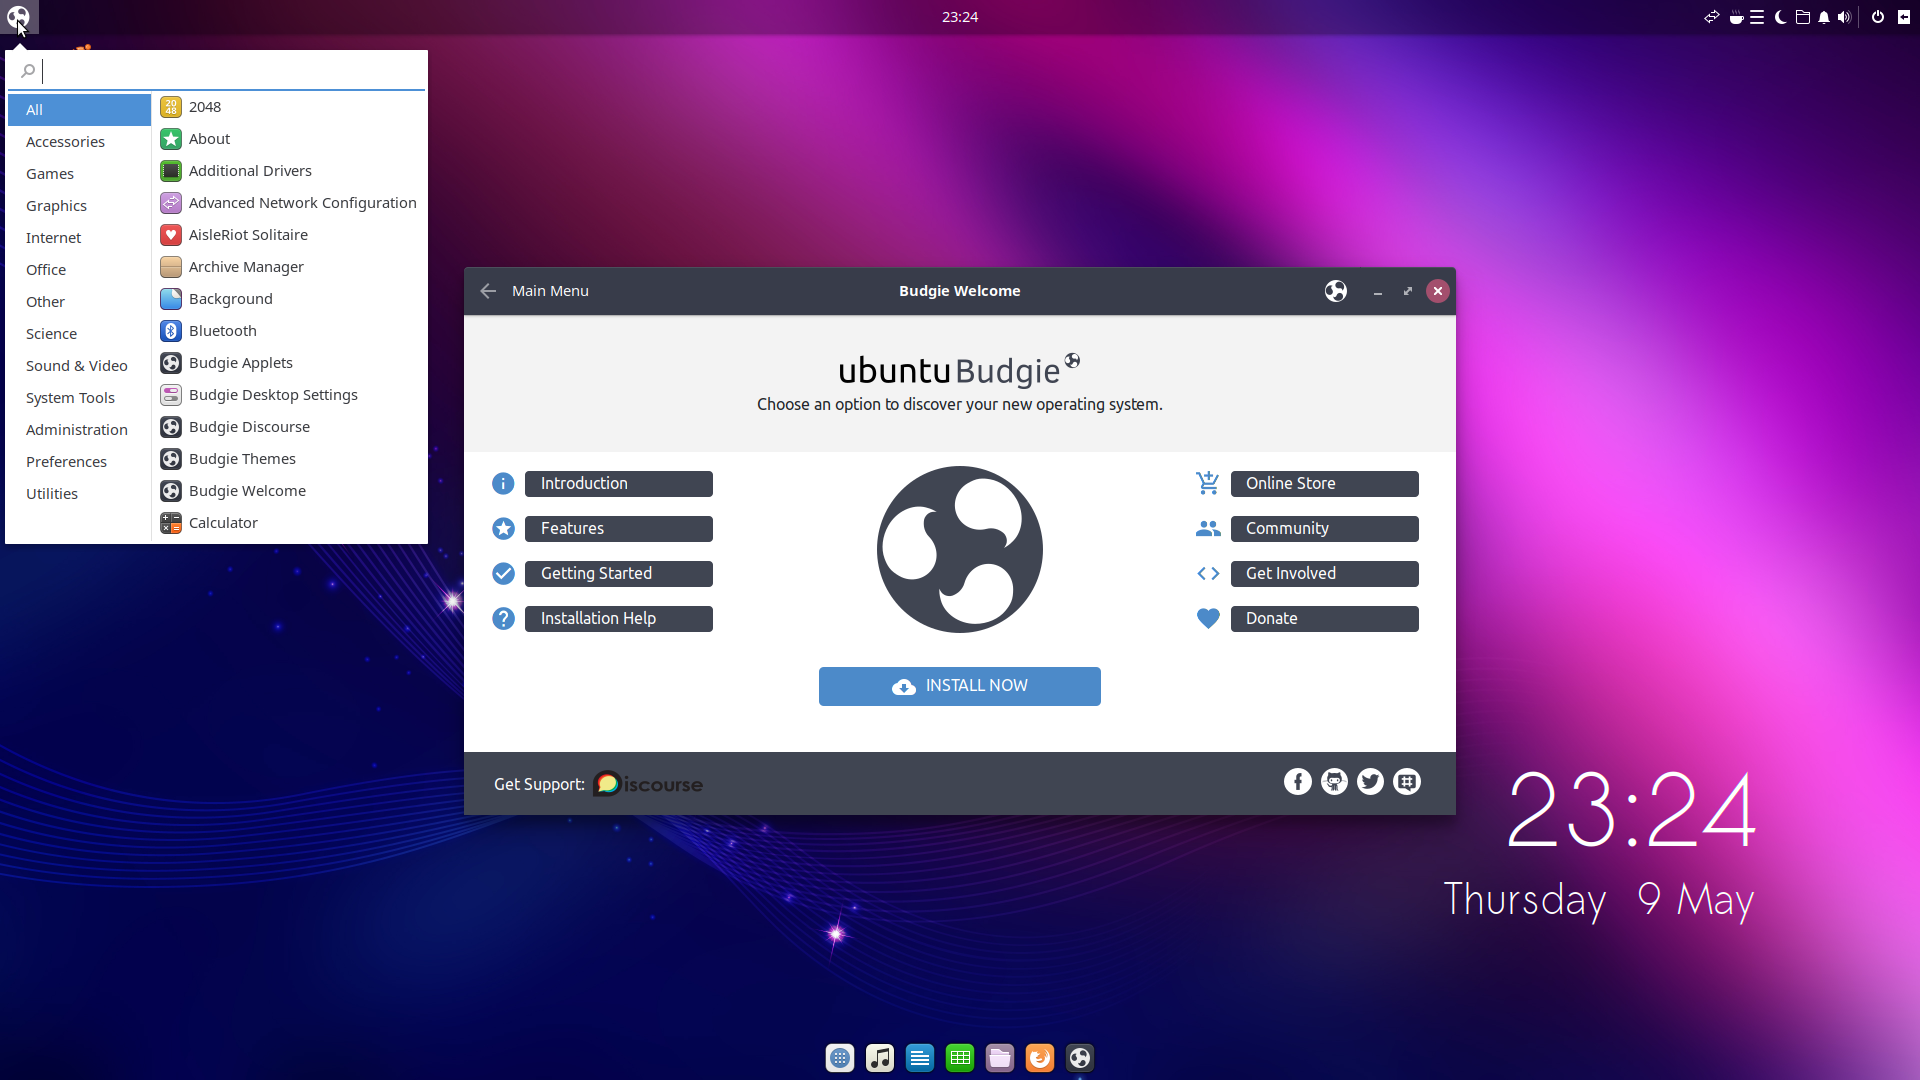 23:24
All
Accessories
Games
Graphics
Internet
Office
Other
Science
Sound & Video
System Tools
Administration
Preferences
Utilities
20
48
2048
About
Additional Drivers
Advanced Network Configuration
AisleRiot Solitaire
Archive Manager
Background
Bluetooth
Budgie Applets
Budgie Desktop Settings
Budgie Discourse
Budgie Themes
Budgie Welcome
Calculator
Main Menu
Budgie Welcome
ubuntu Budgie
Choose an option to discover your new operating system.
Introduction
Features
Getting Started
Installation Help
Online Store
Community
Get Involved
Donate
INSTALL NOW
Get Support: Discourse
23:24
Thursday 9 May